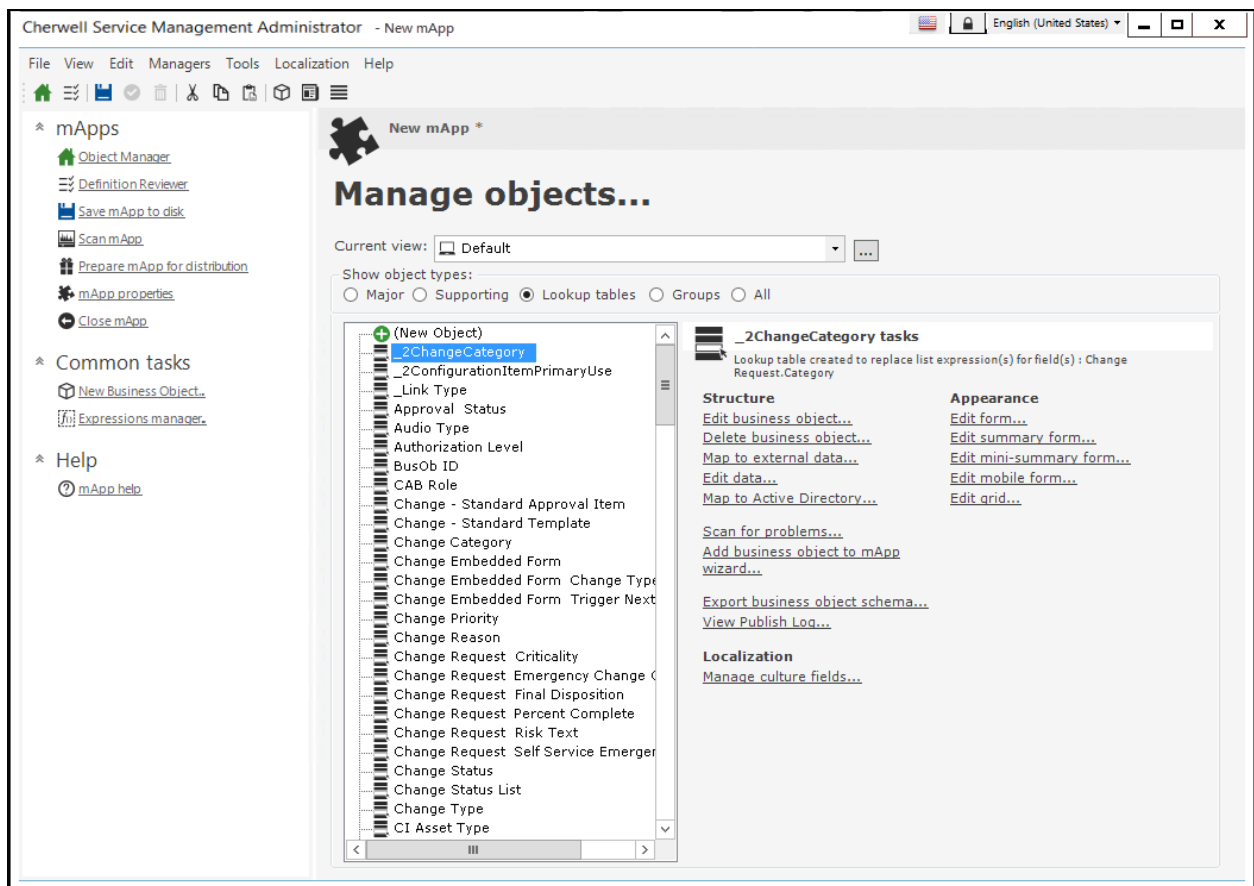 Cherwell Service Management Administrator - New mApp
English (United States)
File View Edit Managers Tools Localization Help
mApps
Object Manager
Definition Reviewer
Save mApp to disk
Scan mApp
Prepare mApp for distribution
mApp properties
Close mApp
Common tasks
New Business Object...
Expressions manager...
Help
mApp help
New mApp *
Manage objects...
Current view: Default ...
Show object types:
Major Supporting Lookup tables Groups All
(New Object)
_2ChangeCategory
_2ConfigurationItemPrimaryUse
_Link Type
Approval Status
Audio Type
Authorization Level
BusOb ID
CAB Role
Change - Standard Approval Item
Change - Standard Template
Change Category
Change Embedded Form
Change Embedded Form Change Type
Change Embedded Form Trigger Next
Change Priority
Change Reason
Change Request Criticality
Change Request Emergency Change
Change Request Final Disposition
Change Request Percent Complete
Change Request Risk Text
Change Request Self Service Emerger
Change Status
Change Status List
Change Type
CI Asset Type
_2ChangeCategory tasks
Lookup table created to replace list expression(s) for field(s) : Change
Request.Category
Structure
Edit business object...
Delete business object...
Map to external data...
Edit data...
Map to Active Directory...
Scan for problems...
Add business object to mApp
wizard...
Export business object schema...
View Publish Log...
Localization
Manage culture fields...
Appearance
Edit form...
Edit summary form...
Edit mini-summary form...
Edit mobile form...
Edit grid...